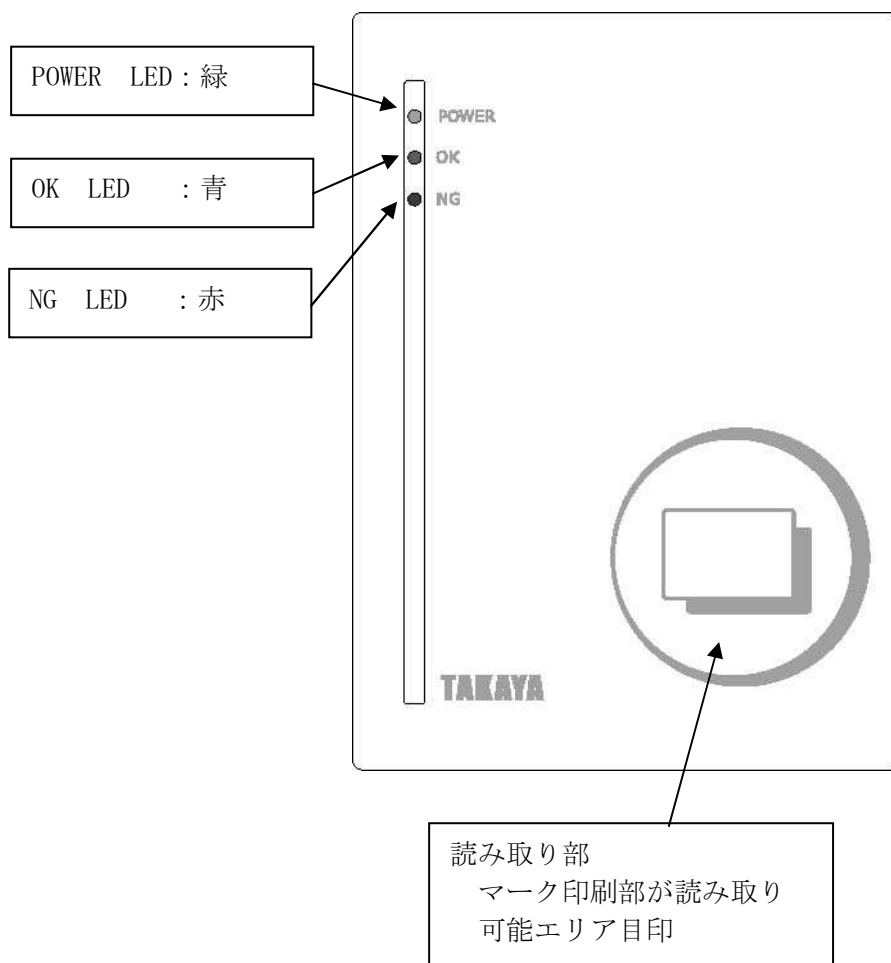 POWER　LED：緑
POWER
OK　LED　　：青
OK
NG　LED　　：赤
NG
TAKAYA
読み取り部
マーク印刷部が読み取り
可能エリア目印